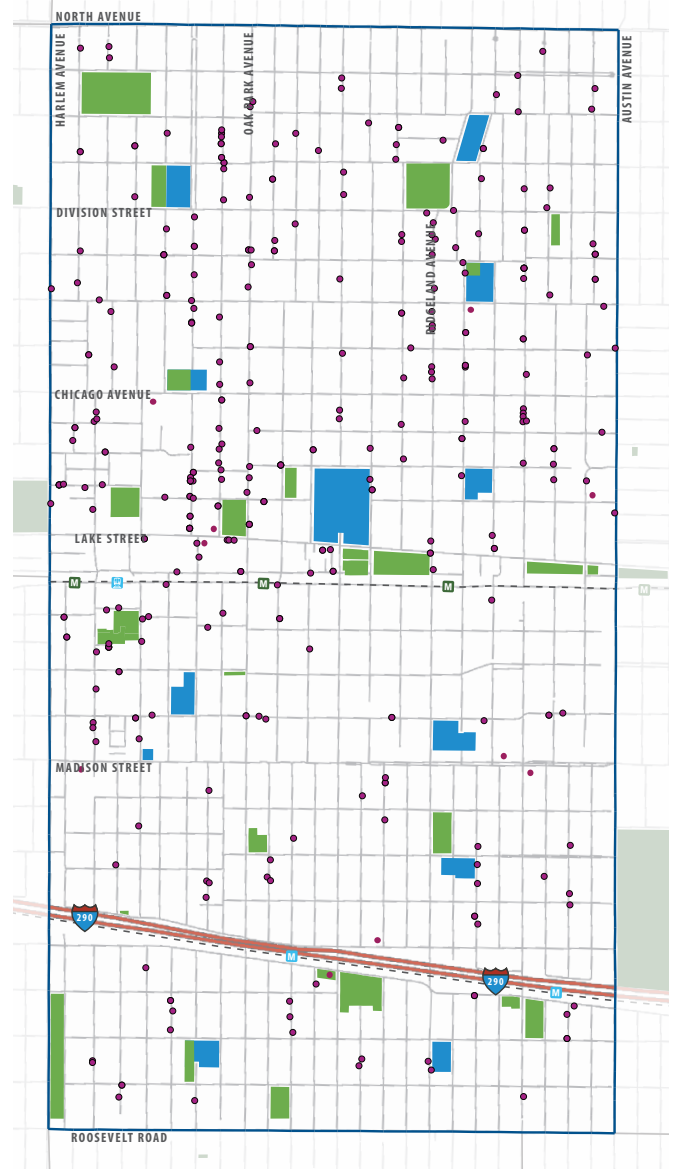 NORTH AVENUE
HARLEM AVENUE
OAK PARK AVENUE
AUSTIN AVENUE
DIVISION STREET
RIDGELAND AVENUE
CHICAGO AVENUE
LAKE STREET
M
M
M
M
MADISON STREET
290
M
290
M
ROOSEVELT ROAD